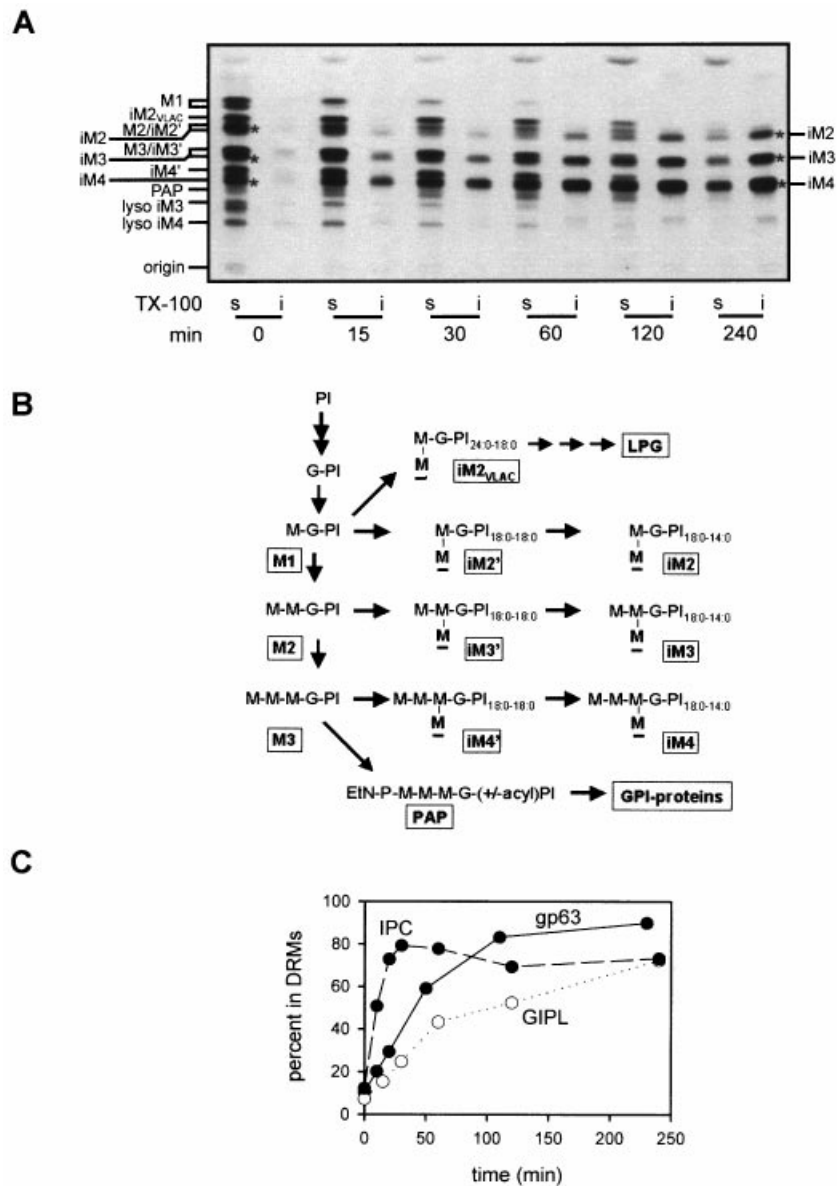 A
M1
iM2VLAC
M2/iM2'
iM2
M3/iM3'
iM3
iM4'
iM4
PAP
lyso iM3
lyso iM4
origin
* * *
* * *
iM2
iM3
iM4
TX-100 s i s i s i s i s i s i
min 0 15 30 60 120 240
B
PI
G-PI
M-G-PI
M1
M-G-PI24:0-18:0
M
iM2VLAC
LPG
M-G-PI18:0-18:0
M
iM2'
M-G-PI18:0-14:0
M
iM2
M-M-G-PI
M2
M-M-G-PI18:0-18:0
M
iM3'
M-M-G-PI18:0-14:0
M
iM3
M-M-M-G-PI
M3
M-M-M-G-PI18:0-18:0
M
iM4'
M-M-M-G-PI18:0-14:0
M
iM4
EtN-P-M-M-M-G-(+/-acyl)PI
PAP
GPI-proteins
C
percent in DRMs
100
80
60
40
20
0
IPC
gp63
GIPL
0 50 100 150 200 250
time (min)